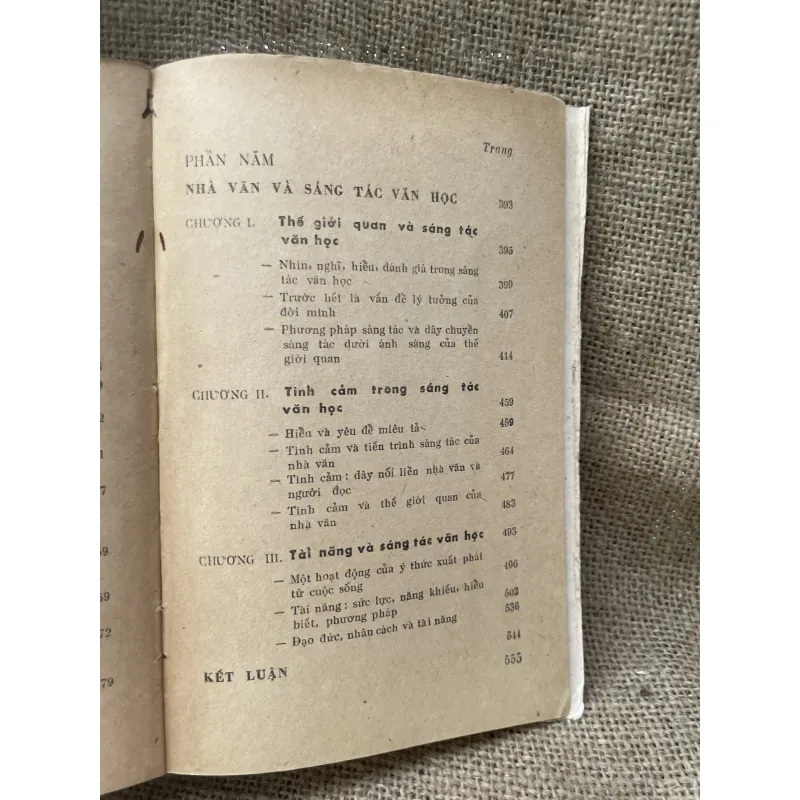 Trang
PHẦN NĂM
NHÀ VĂN VÀ SÁNG TÁC VĂN HỌC 393
CHƯƠNG I. Thế giới quan và sáng tác
văn học 395
— Nhìn, nghĩ, hiểu, đánh giá trong sáng
tác văn học 399
— Trước hết là vấn đề lý tưởng của
đời mình 407
— Phương pháp sáng tác và dây chuyền
sáng tác dưới ánh sáng của thế
giới quan 414
CHƯƠNG II. Tình cảm trong sáng tác
văn học 459
— Hiểu và yêu để miêu tả 459
— Tình cảm và tiến trình sáng tác của
nhà văn 464
— Tình cảm : dây nối liền nhà văn và
người đọc 477
— Tình cảm và thế giới quan của
nhà văn 483
CHƯƠNG III. Tài năng và sáng tác văn học 493
— Một hoạt động của ý thức xuất phát
từ cuộc sống 496
— Tài năng : sức lực, năng khiếu, hiểu 502
biết, phương pháp 536
— Đạo đức, nhân cách và tài năng 544
KẾT LUẬN 555
2
1
7
59
59
72
79